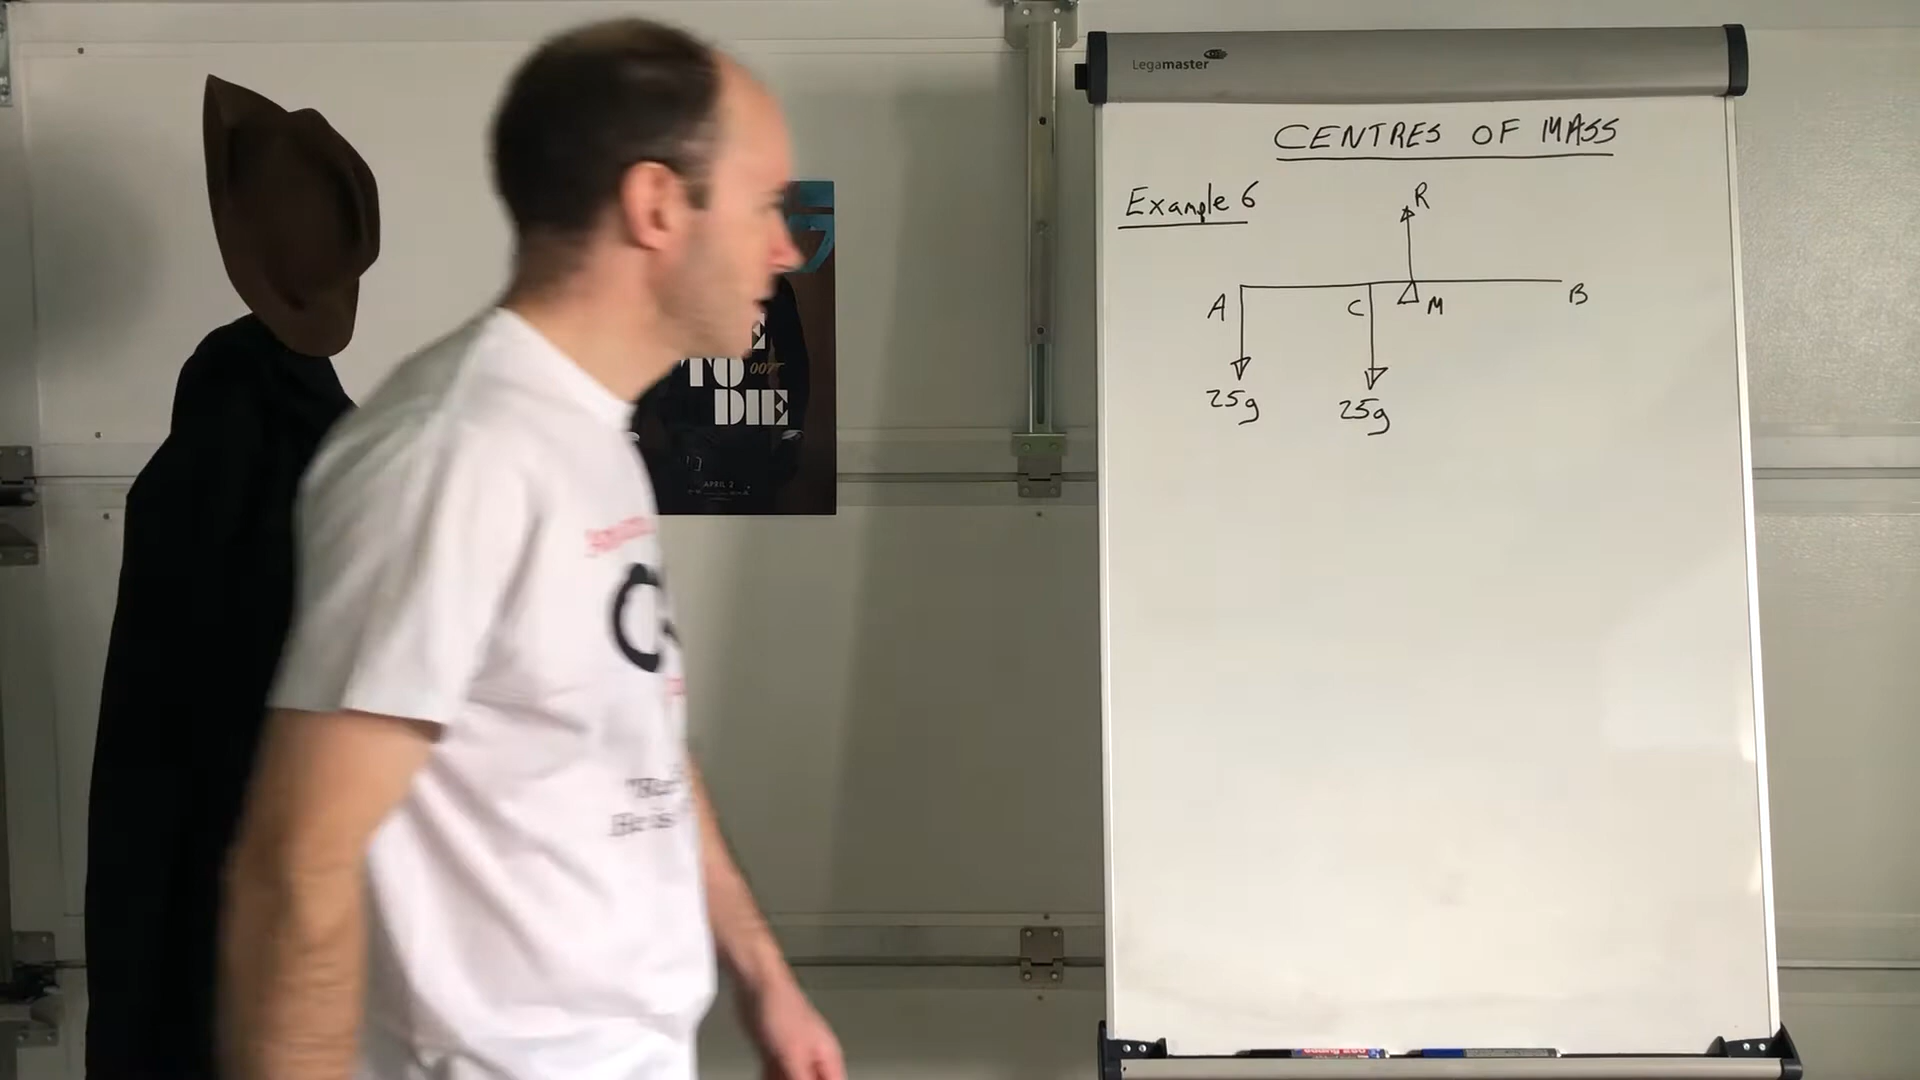 Legamaster
CENTRES OF MASS
Example 6
R
A
C
M
B
25g
25g
TO
007
DIE
APRIL 2